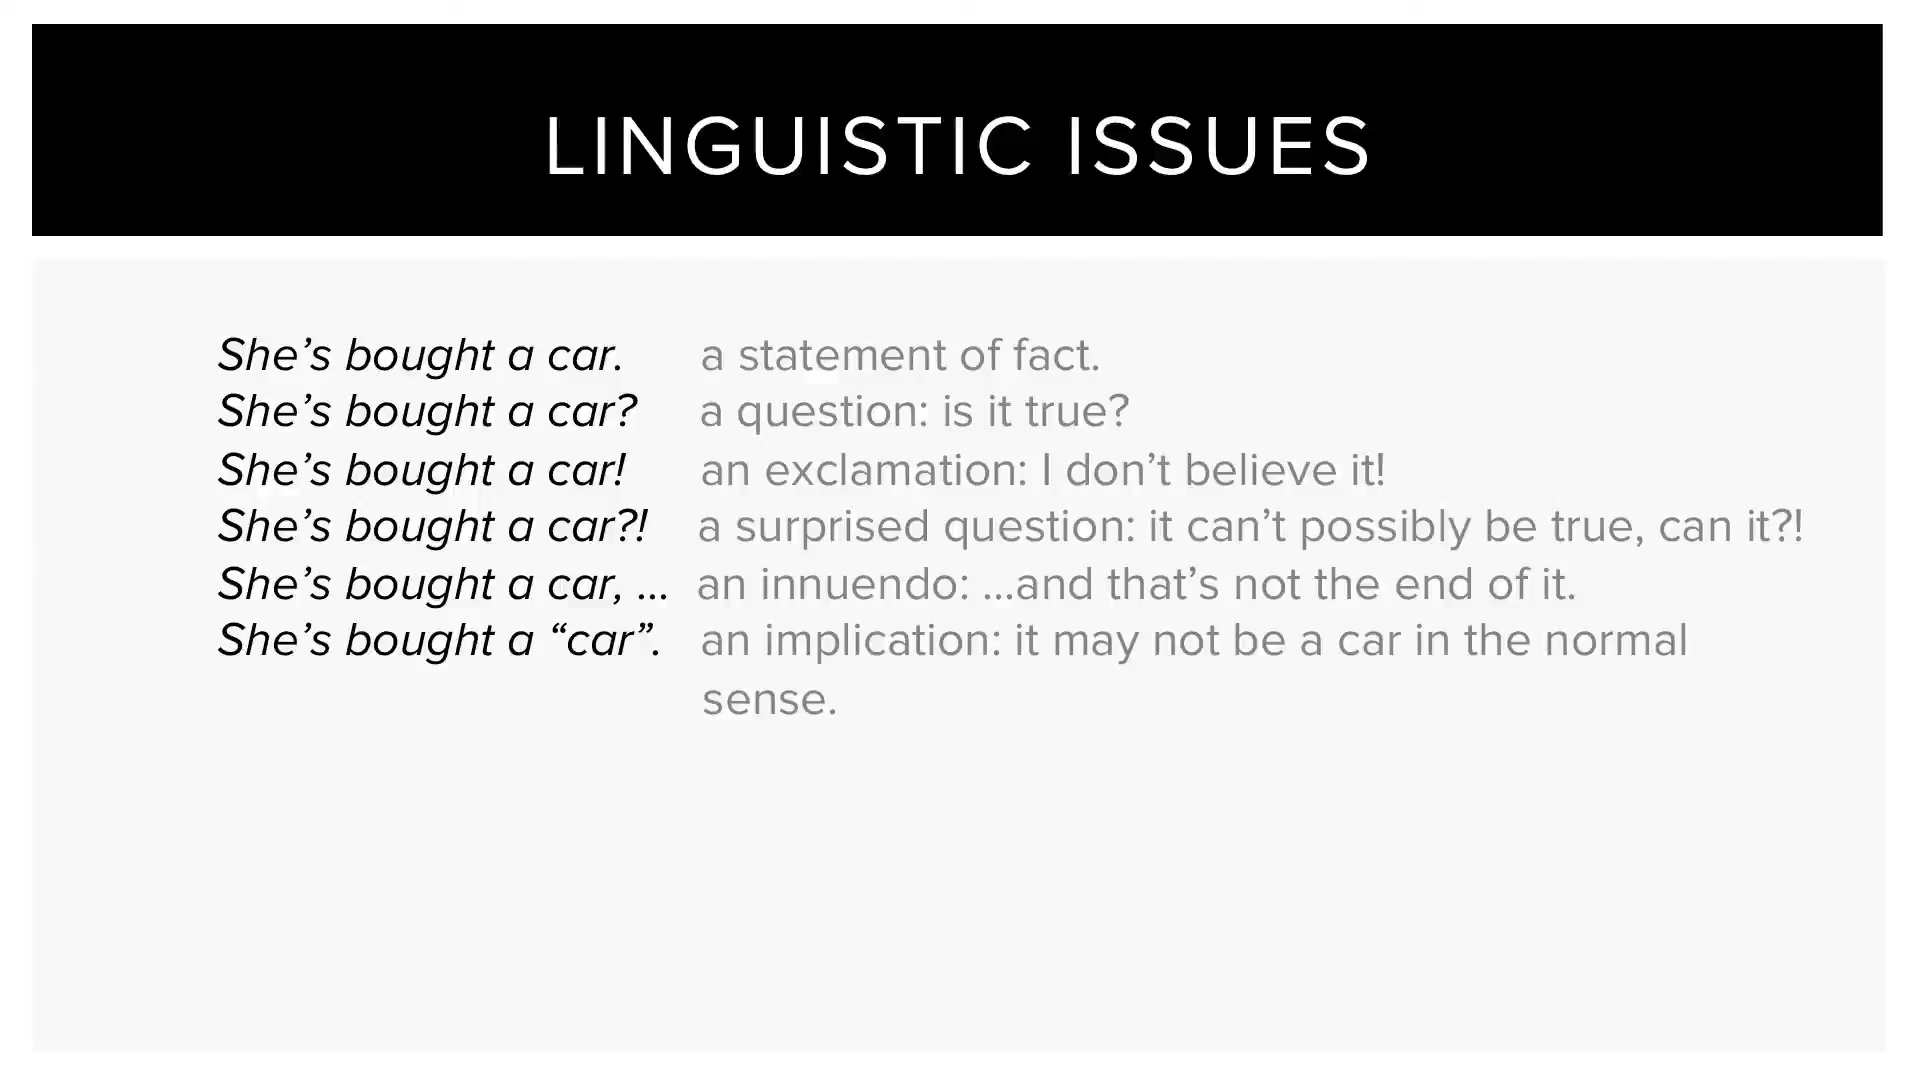 LINGUISTIC ISSUES
She’s bought a car. a statement of fact.
She’s bought a car? a question: is it true?
She’s bought a car! an exclamation: I don’t believe it!
She’s bought a car?! a surprised question: it can’t possibly be true, can it?!
She’s bought a car, ... an innuendo: ...and that’s not the end of it.
She’s bought a “car”. an implication: it may not be a car in the normal
sense.